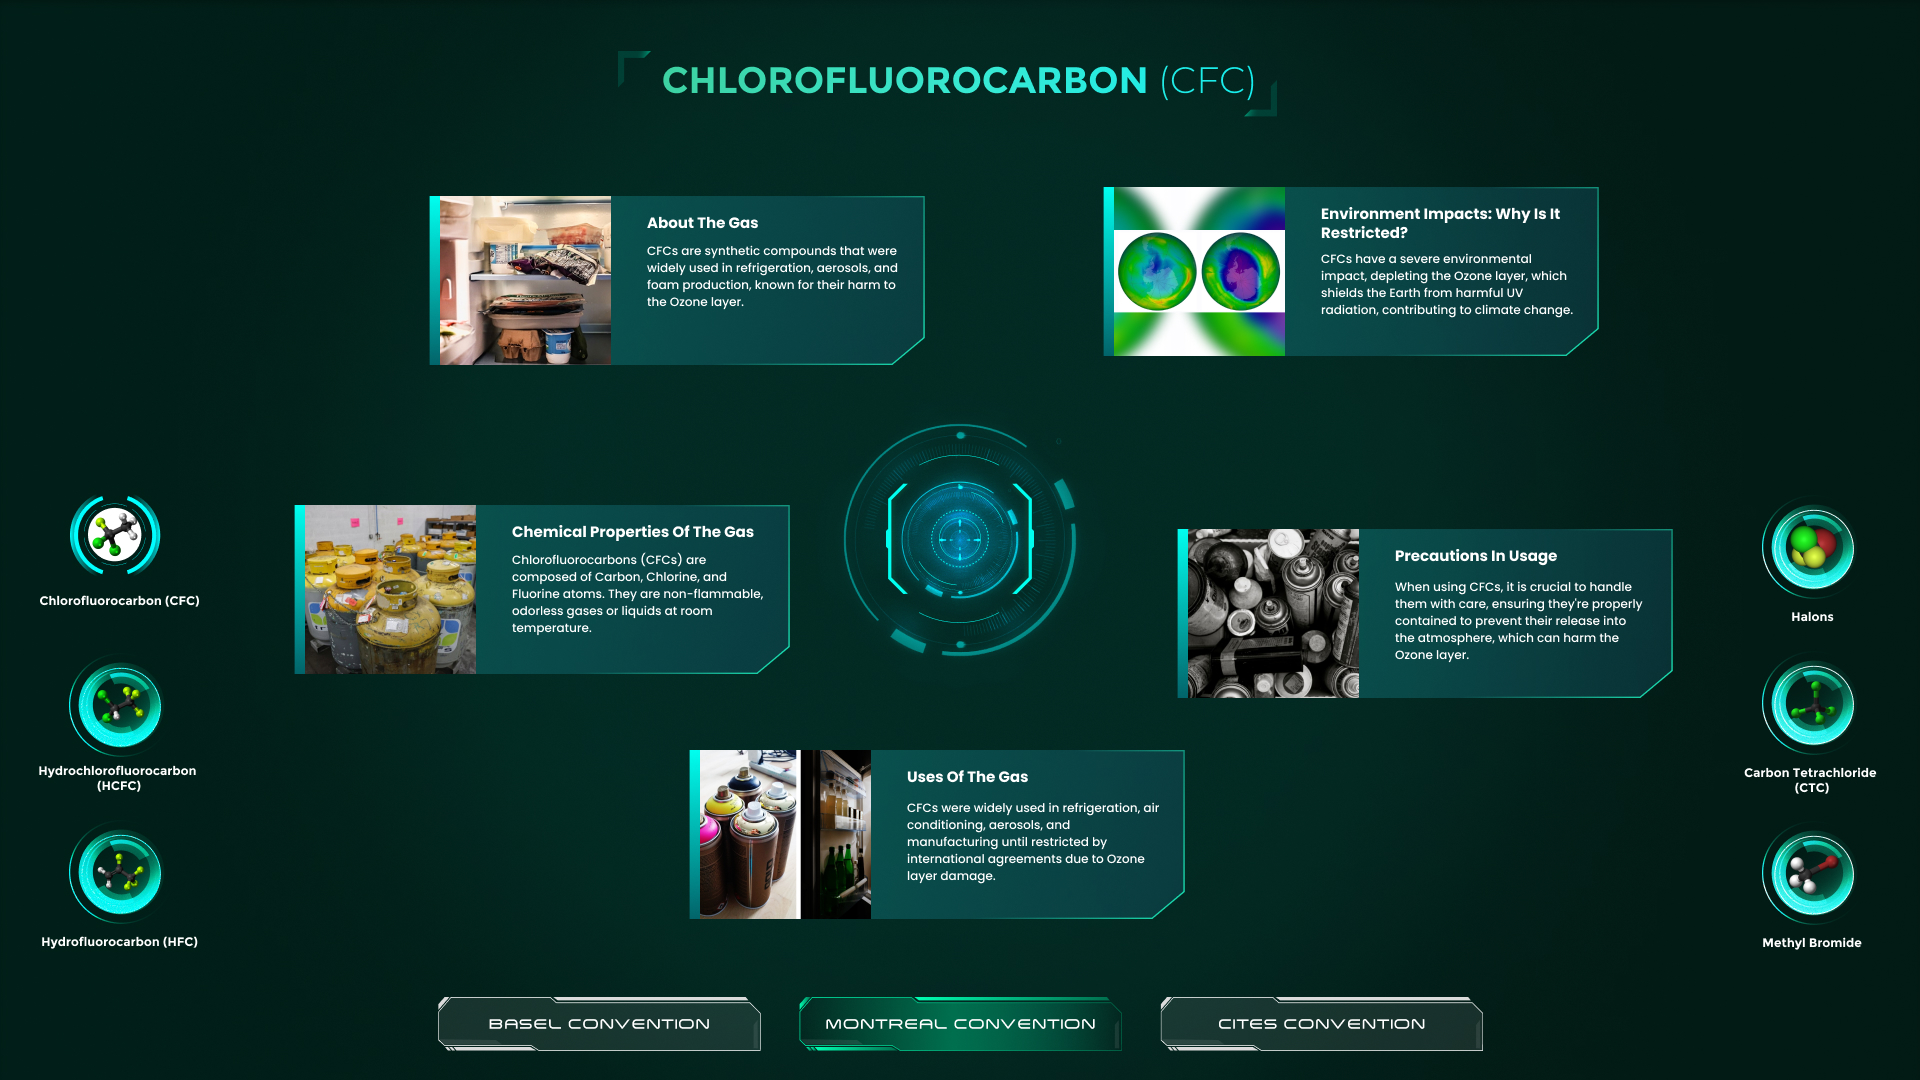 CHLOROFLUOROCARBON (CFC)
About The Gas
CFCs are synthetic compounds that were
widely used in refrigeration, aerosols, and
foam production, known for their harm to
the Ozone layer.
Environment Impacts: Why Is It
Restricted?
CFCs have a severe environmental
impact, depleting the Ozone layer, which
shields the Earth from harmful UV
radiation, contributing to climate change.
Chemical Properties Of The Gas
Chlorofluorocarbons (CFCs) are
composed of Carbon, Chlorine, and
Fluorine atoms. They are non-flammable,
odorless gases or liquids at room
temperature.
Precautions In Usage
When using CFCs, it is crucial to handle
them with care, ensuring they're properly
contained to prevent their release into
the atmosphere, which can harm the
Ozone layer.
Uses Of The Gas
CFCs were widely used in refrigeration, air
conditioning, aerosols, and
manufacturing until restricted by
international agreements due to Ozone
layer damage.
Chlorofluorocarbon (CFC)
Hydrochlorofluorocarbon
(HCFC)
Hydrofluorocarbon (HFC)
Halons
Carbon Tetrachloride
(CTC)
Methyl Bromide
BASEL CONVENTION
MONTREAL CONVENTION
CITES CONVENTION